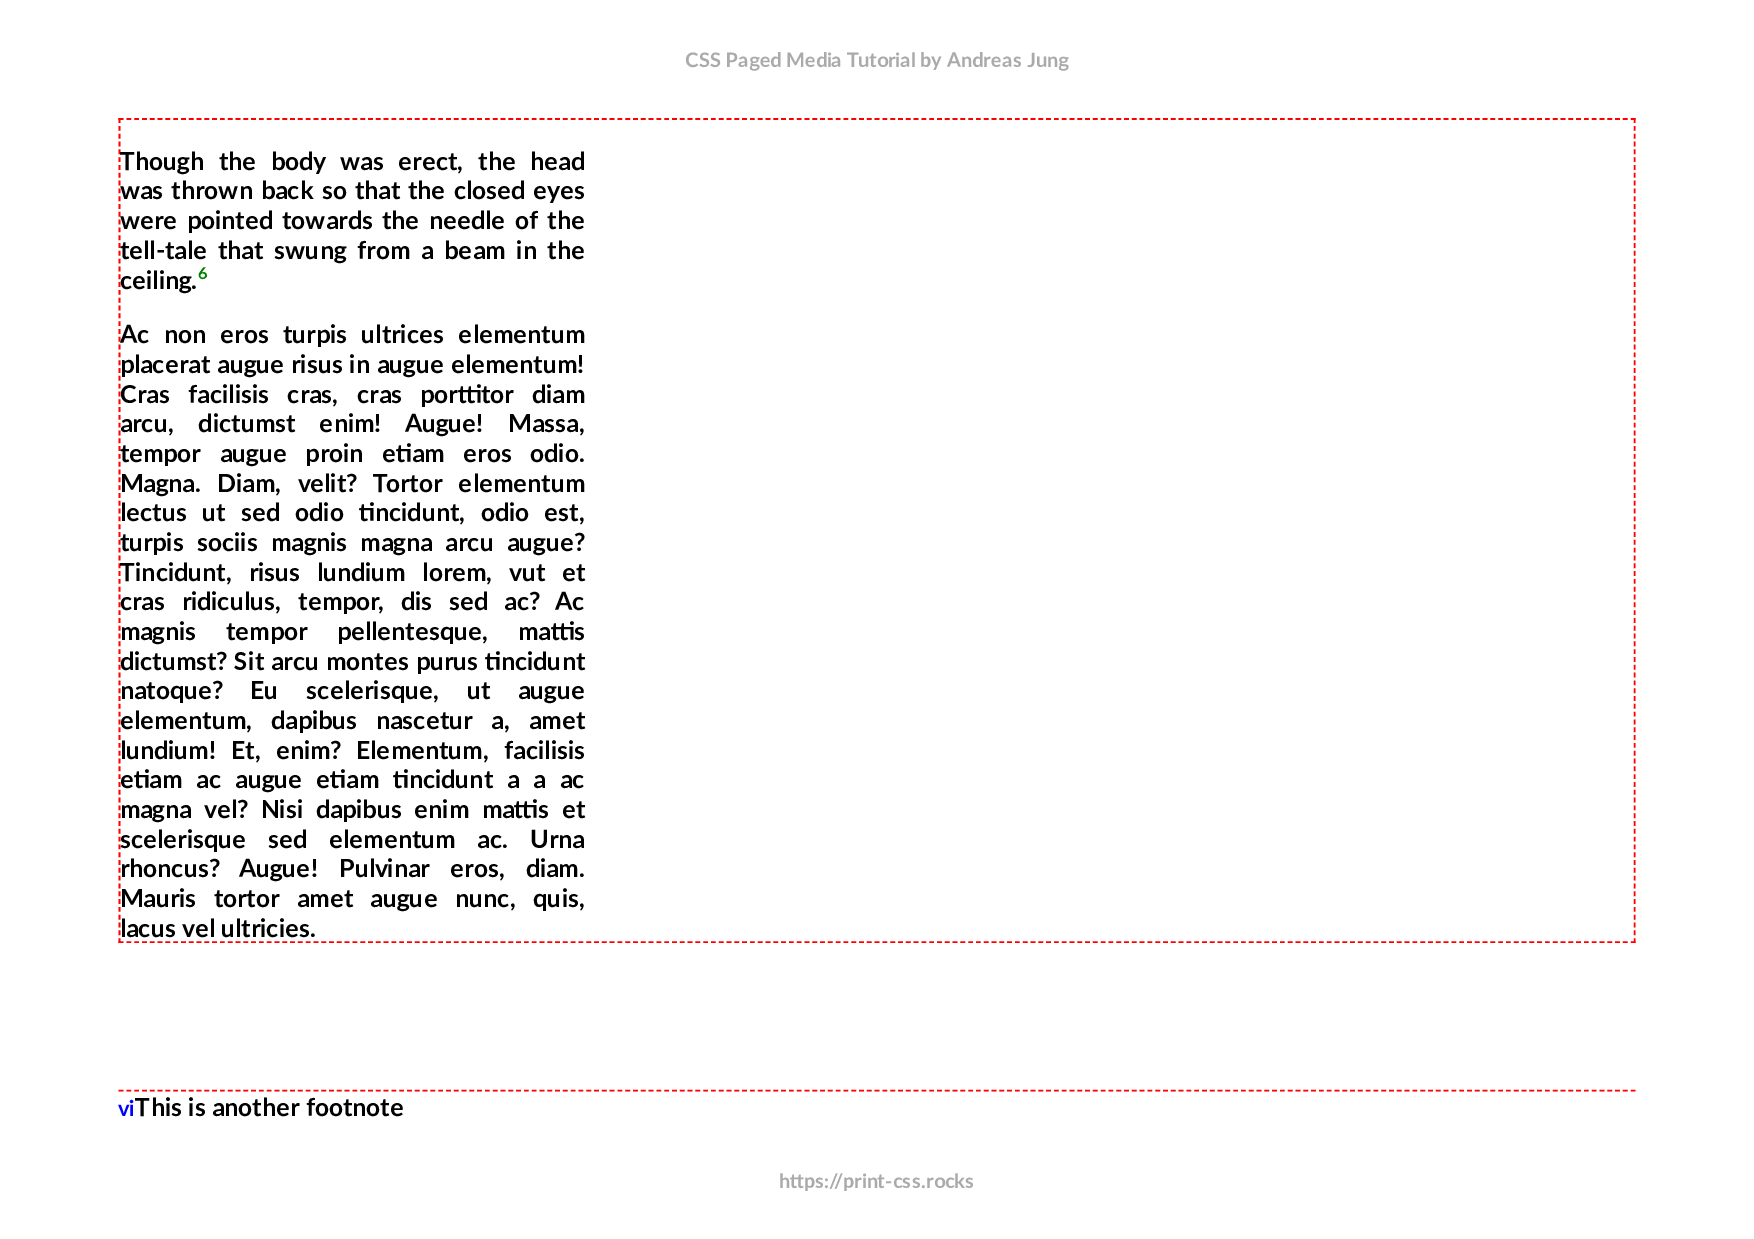 CSS Paged Media Tutorial by Andreas Jung
Though the body was erect, the head
was thrown back so that the closed eyes
were pointed towards the needle of the
tell-tale that swung from a beam in the
ceiling.6
Ac non eros turpis ultrices elementum
placerat augue risus in augue elementum!
Cras facilisis cras, cras porttitor diam
arcu, dictumst enim! Augue! Massa,
tempor augue proin etiam eros odio.
Magna. Diam, velit? Tortor elementum
lectus ut sed odio tincidunt, odio est,
turpis sociis magnis magna arcu augue?
Tincidunt, risus lundium lorem, vut et
cras ridiculus, tempor, dis sed ac? Ac
magnis tempor pellentesque, mattis
dictumst? Sit arcu montes purus tincidunt
natoque? Eu scelerisque, ut augue
elementum, dapibus nascetur a, amet
lundium! Et, enim? Elementum, facilisis
etiam ac augue etiam tincidunt a a ac
magna vel? Nisi dapibus enim mattis et
scelerisque sed elementum ac. Urna
rhoncus? Augue! Pulvinar eros, diam.
Mauris tortor amet augue nunc, quis,
lacus vel ultricies.
viThis is another footnote
https://print-css.rocks